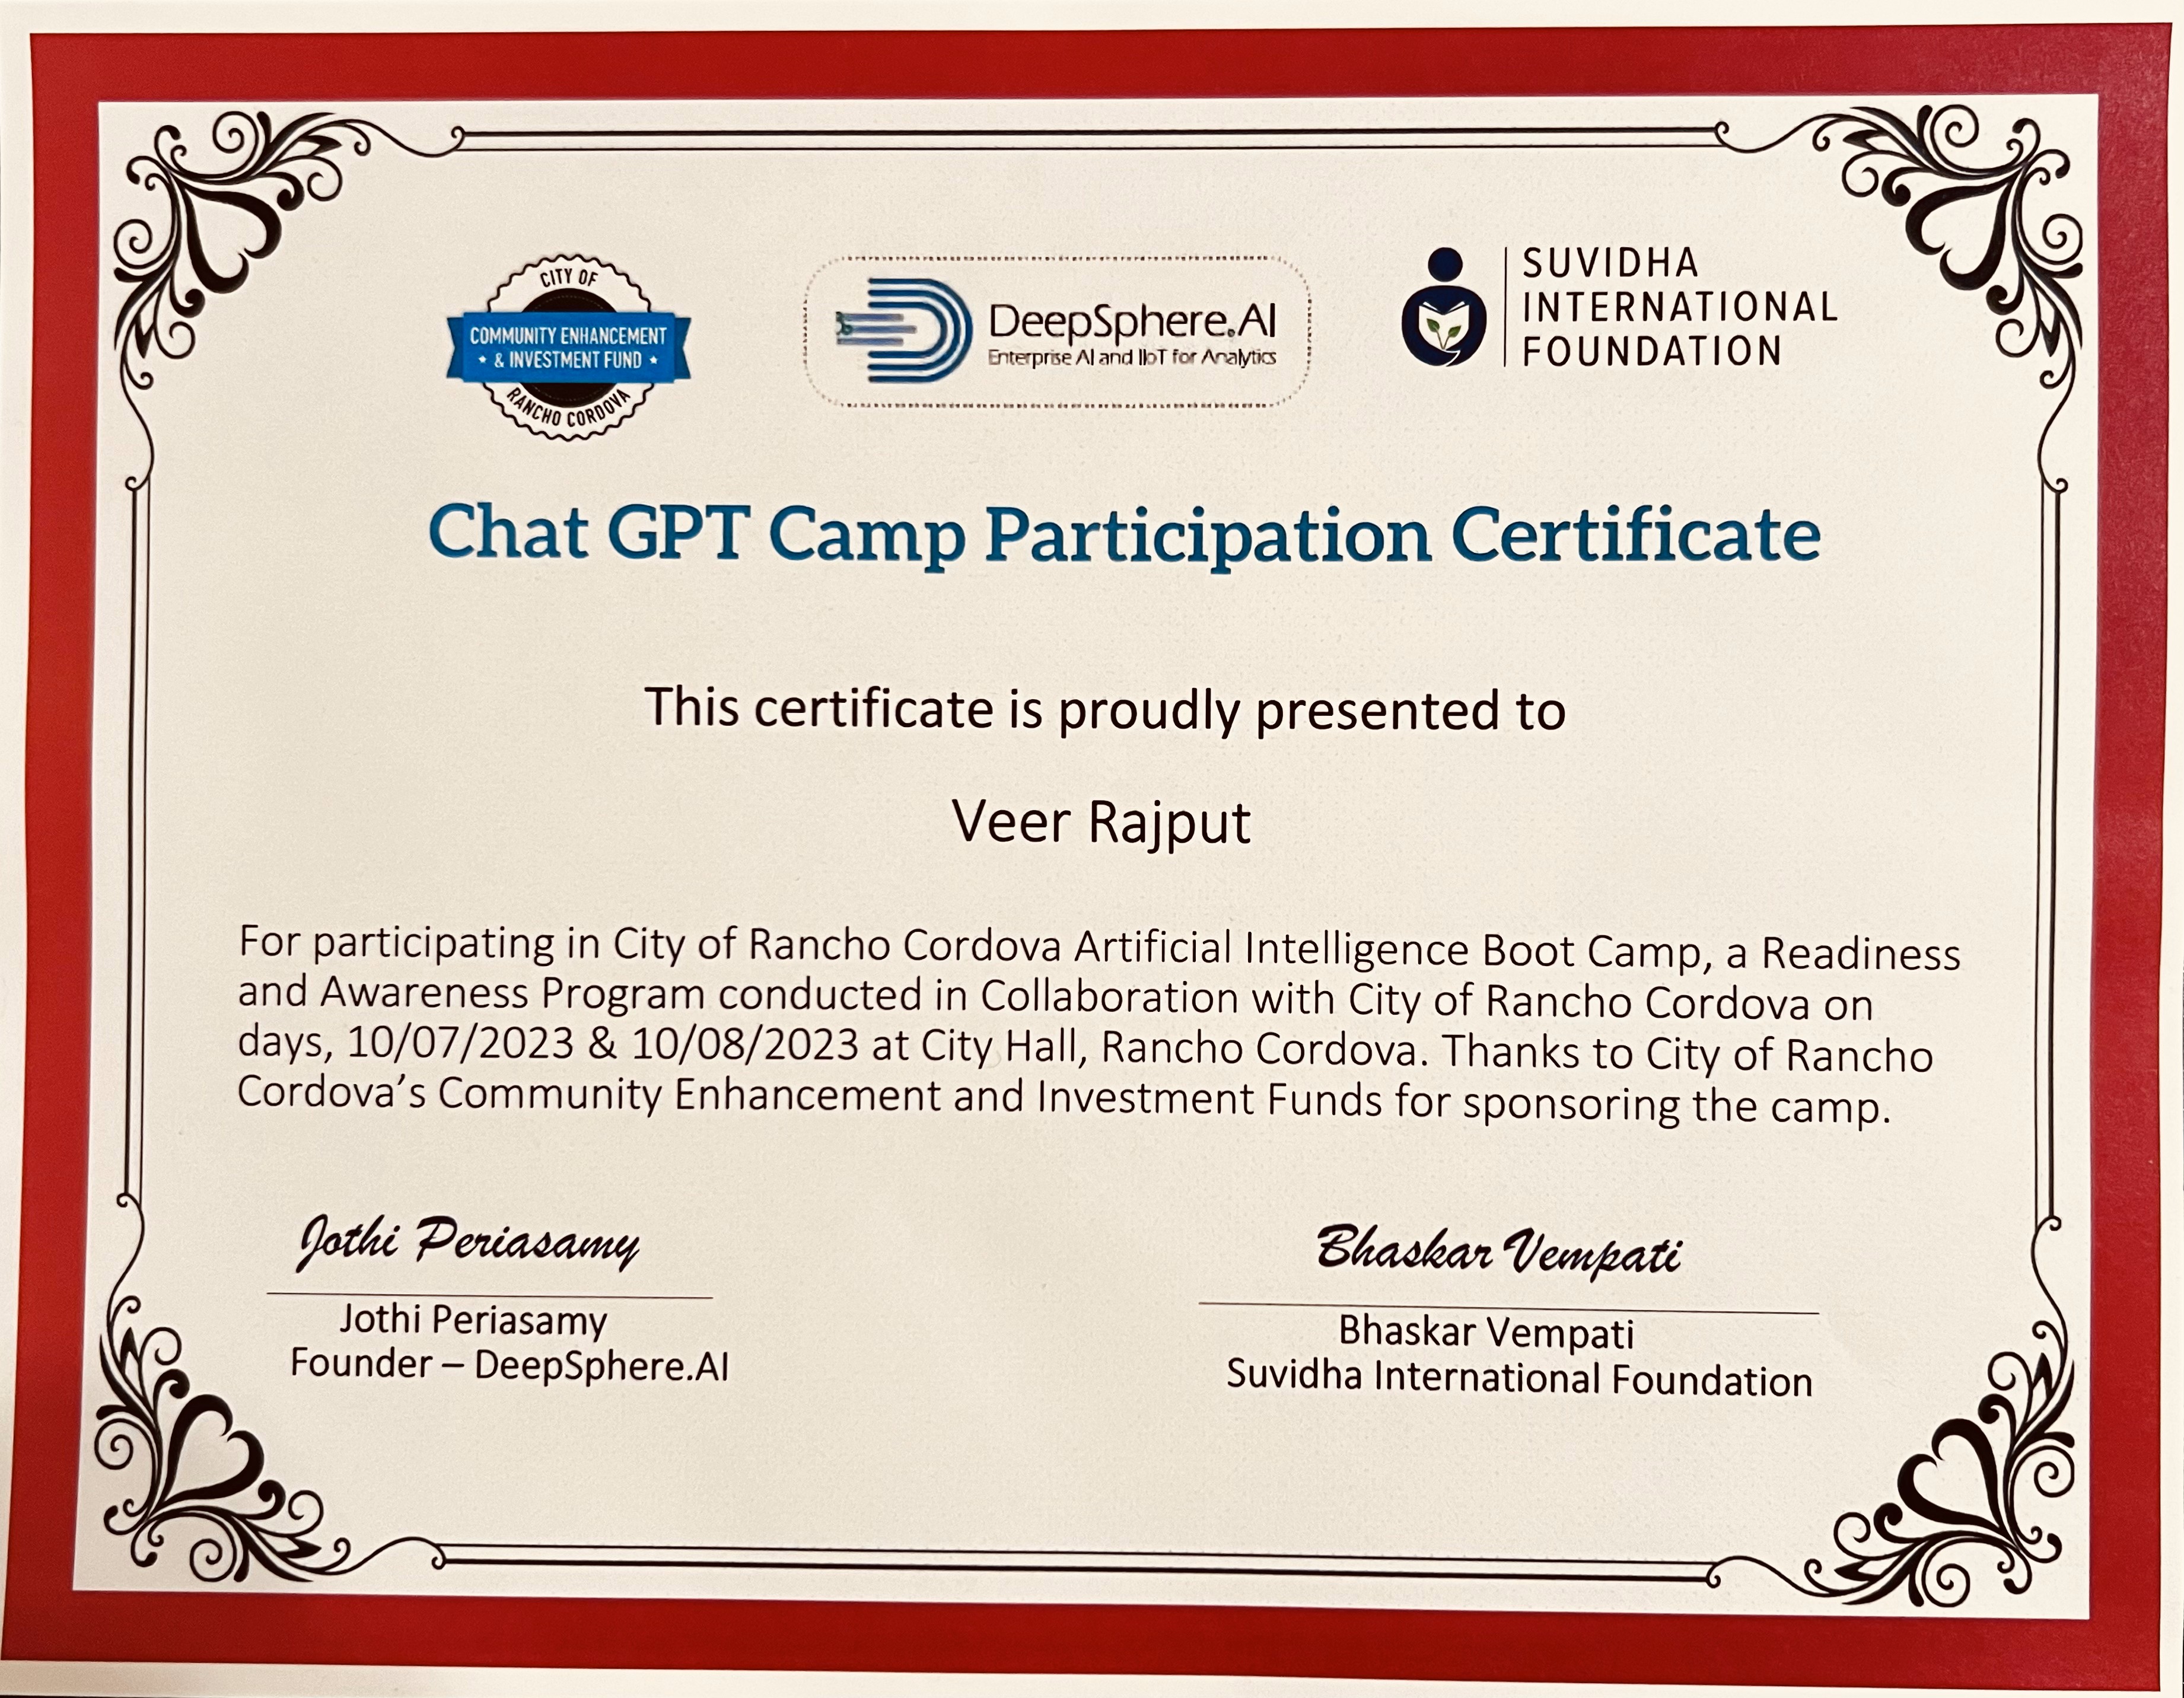 CITY OF
COMMUNITY ENHANCEMENT
& INVESTMENT FUND
RANCHO CORDOVA
DeepSphere.AI
Enterprise AI and IIoT for Analytics
SUVIDHA
INTERNATIONAL
FOUNDATION
Chat GPT Camp Participation Certificate
This certificate is proudly presented to
Veer Rajput
For participating in City of Rancho Cordova Artificial Intelligence Boot Camp, a Readiness
and Awareness Program conducted in Collaboration with City of Rancho Cordova on
days, 10/07/2023 & 10/08/2023 at City Hall, Rancho Cordova. Thanks to City of Rancho
Cordova’s Community Enhancement and Investment Funds for sponsoring the camp.
Jothi Periasamy
Jothi Periasamy
Founder – DeepSphere.AI
Bhaskar Vempati
Bhaskar Vempati
Suvidha International Foundation